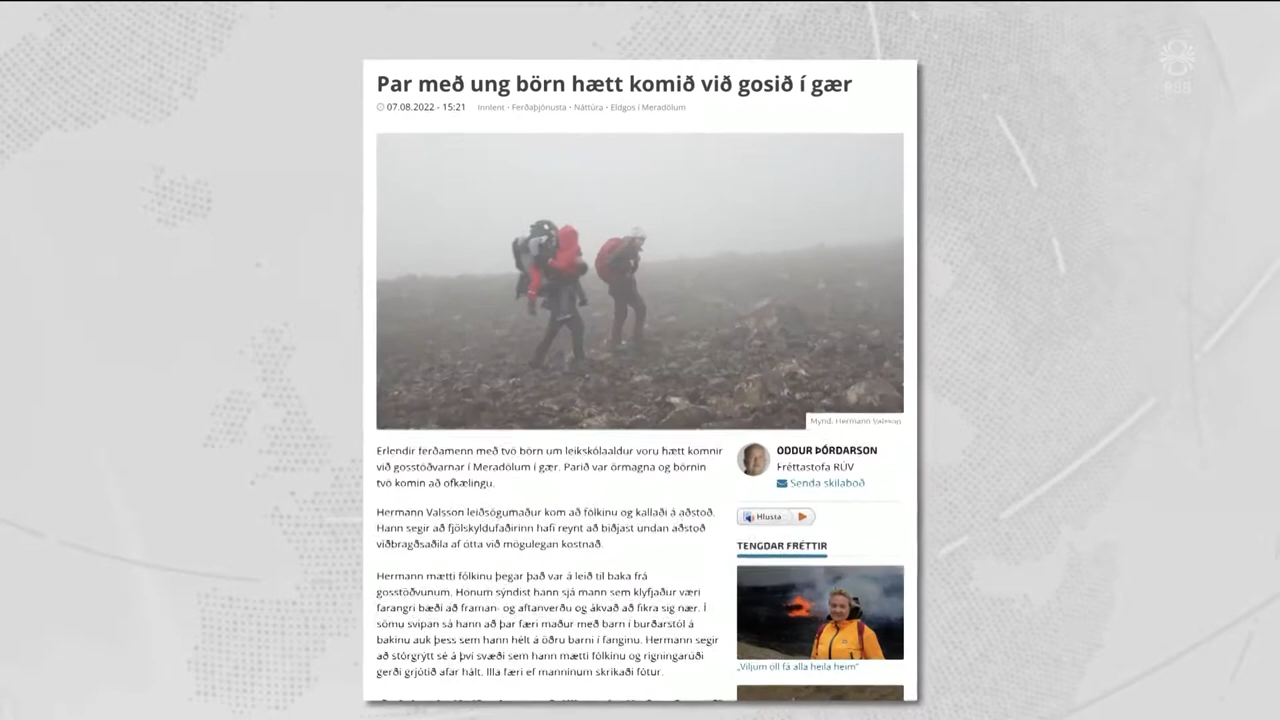 Par með ung börn hætt komið við gosið í gær
07.08.2022 - 15:21 Innlent · Ferðaþjónusta · Náttúra · Eldgos í Meradölum
Mynd: Hermann Valsson
Erlendir ferðamenn með tvö börn um leikskólaaldur voru hætt komnir
við gosstöðvarnar í Meradölum í gær. Parið var örmagna og börnin
tvö komin að ofkælingu.
Hermann Valsson leiðsögumaður kom að fólkinu og kallaði á aðstoð.
Hann segir að fjölskyldufaðirinn hafi reynt að biðjast undan aðstoð
viðbragðsaðila af ótta við mögulegan kostnað.
Hermann mætti fólkinu þegar það var á leið til baka frá
gosstöðvunum. Honum sýndist hann sjá mann sem klyfjaður væri
farangri bæði að framan- og aftanverðu og ákvað að fikra sig nær. Í
sömu svipan sá hann að þar færi maður með barn í burðarstól á
bakinu auk þess sem hann hélt á öðru barni í fanginu. Hermann segir
að stórgrýtt sé á því svæði sem hann mætti fólkinu og rigningarúði
gerði grjótið afar hált. Illa færi ef manninum skrikaði fótur.
ODDUR ÞÓRÐARSON
Fréttastofa RÚV
Senda skilaboð
Hlusta
TENGDAR FRÉTTIR
„Viljum öll fá alla heila heim"